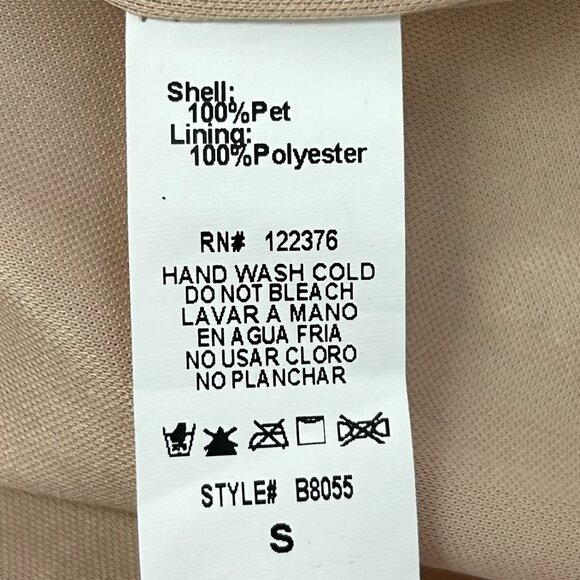 Shell:
100%Pet
Lining:
100%Polyester
RN# 122376
HAND WASH COLD
DO NOT BLEACH
LAVAR A MANO
EN AGUA FRIA
NO USAR CLORO
NO PLANCHAR
STYLE# B8055
S